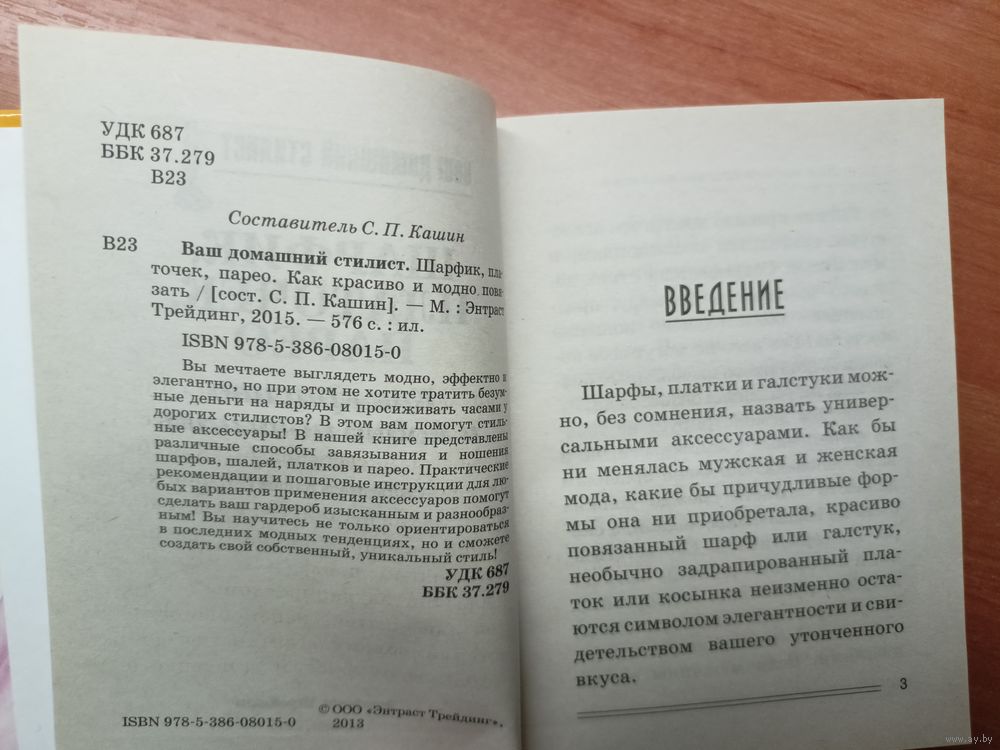 УДК 687
ББК 37.279
В23
Составитель С. П. Кашин
В23 Ваш домашний стилист. Шарфик, пла-
точек, парео. Как красиво и модно повя-
зать / [сост. С. П. Кашин]. — М. : Энтраст
Трейдинг, 2015. — 576 с. : ил.
ISBN 978-5-386-08015-0
Вы мечтаете выглядеть модно, эффектно и
элегантно, но при этом не хотите тратить безум-
ные деньги на наряды и просиживать часами у
дорогих стилистов? В этом вам помогут стиль-
ные аксессуары! В нашей книге представлены
различные способы завязывания и ношения
шарфов, шалей, платков и парео. Практические
рекомендации и пошаговые инструкции для лю-
бых вариантов применения аксессуаров помогут
сделать ваш гардероб изысканным и разнообраз-
ным! Вы научитесь не только ориентироваться
в последних модных тенденциях, но и сможете
создать свой собственный, уникальный стиль!
УДК 687
ББК 37.279
© ООО «Энтраст Трейдинг»,
ISBN 978-5-386-08015-0 2013
ВВЕДЕНИЕ
Шарфы, платки и галстуки мож-
но, без сомнения, назвать универ-
сальными аксессуарами. Как бы
ни менялась мужская и женская
мода, какие бы причудливые фор-
мы она ни приобретала, красиво
повязанный шарф или галстук,
необычно задрапированный пла-
ток или косынка неизменно оста-
ются символом элегантности и сви-
детельством вашего утонченного
вкуса.
3
www.ay.by